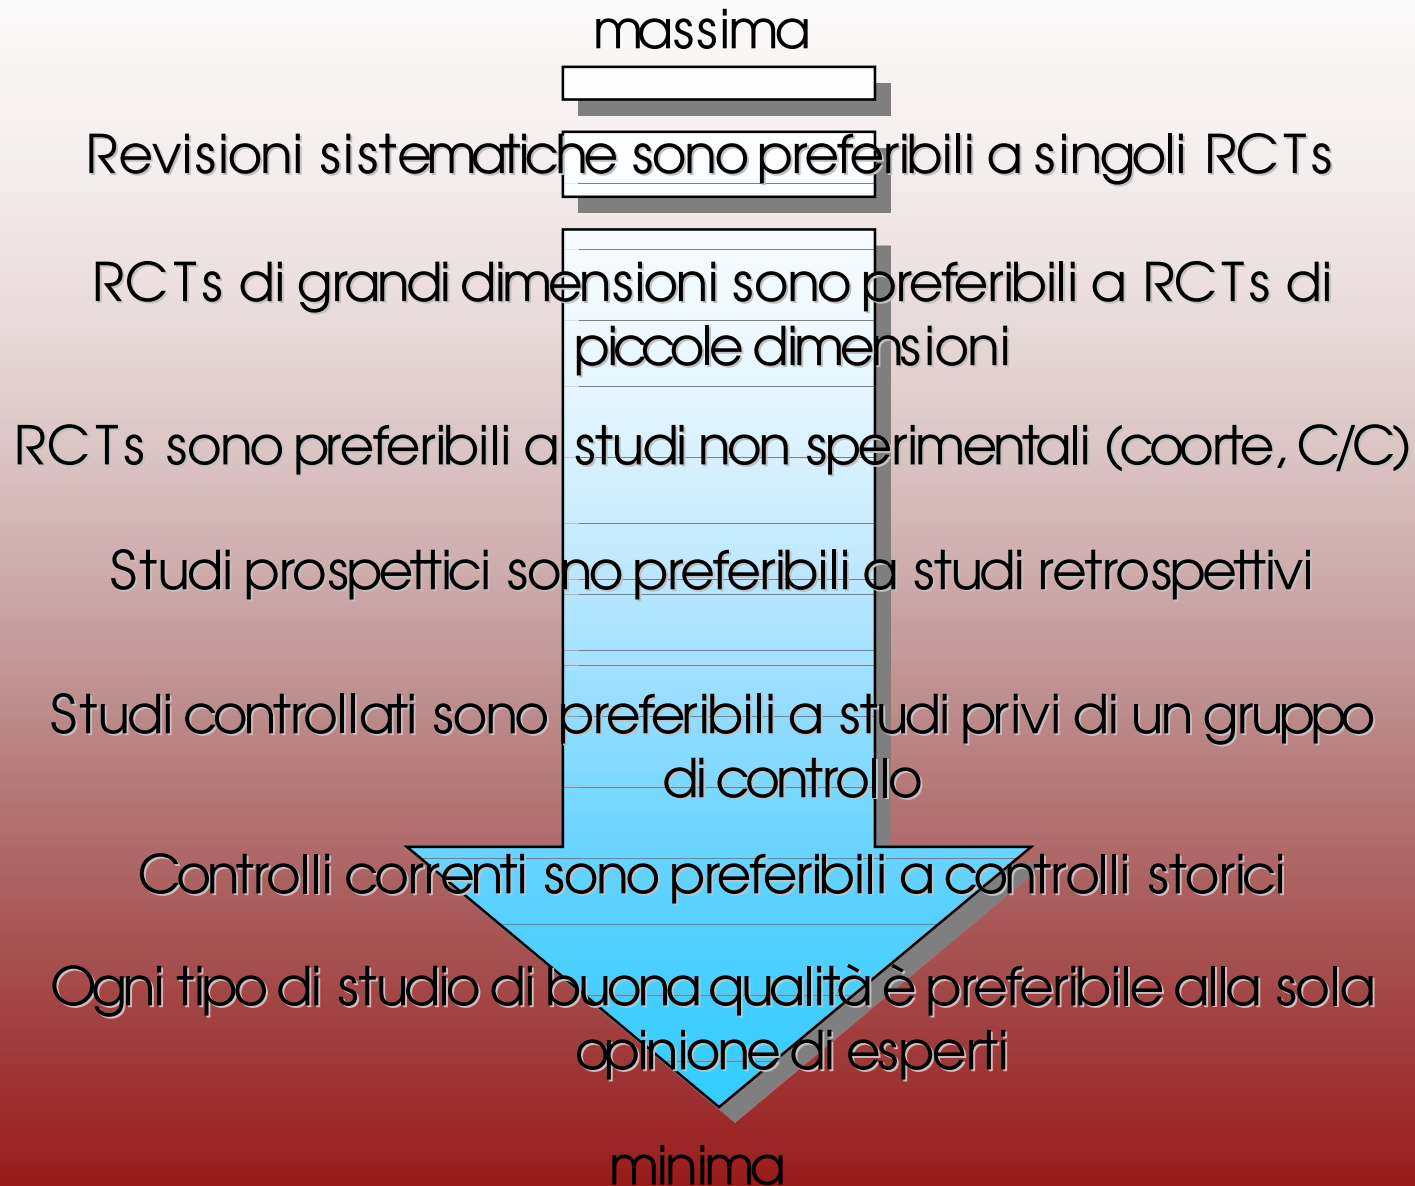 massima
Revisioni sistematiche sono preferibili a singoli RCTs
RCTs di grandi dimensioni sono preferibili a RCTs di
piccole dimensioni
RCTs sono preferibili a studi non sperimentali (coorte, C/C)
Studi prospettici sono preferibili a studi retrospettivi
Studi controllati sono preferibili a studi privi di un gruppo
di controllo
Controlli correnti sono preferibili a controlli storici
Ogni tipo di studio di buona qualità è preferibile alla sola
opinione di esperti
minima